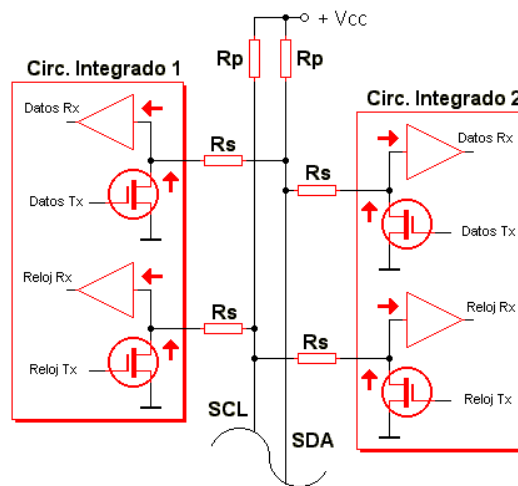 + Vcc
Rp Rp
Circ. Integrado 1
Circ. Integrado 2
Datos Rx
Datos Rx
Rs
Rs
Datos Tx
Datos Tx
Reloj Rx
Reloj Rx
Rs
Rs
Reloj Tx
Reloj Tx
SCL
SDA